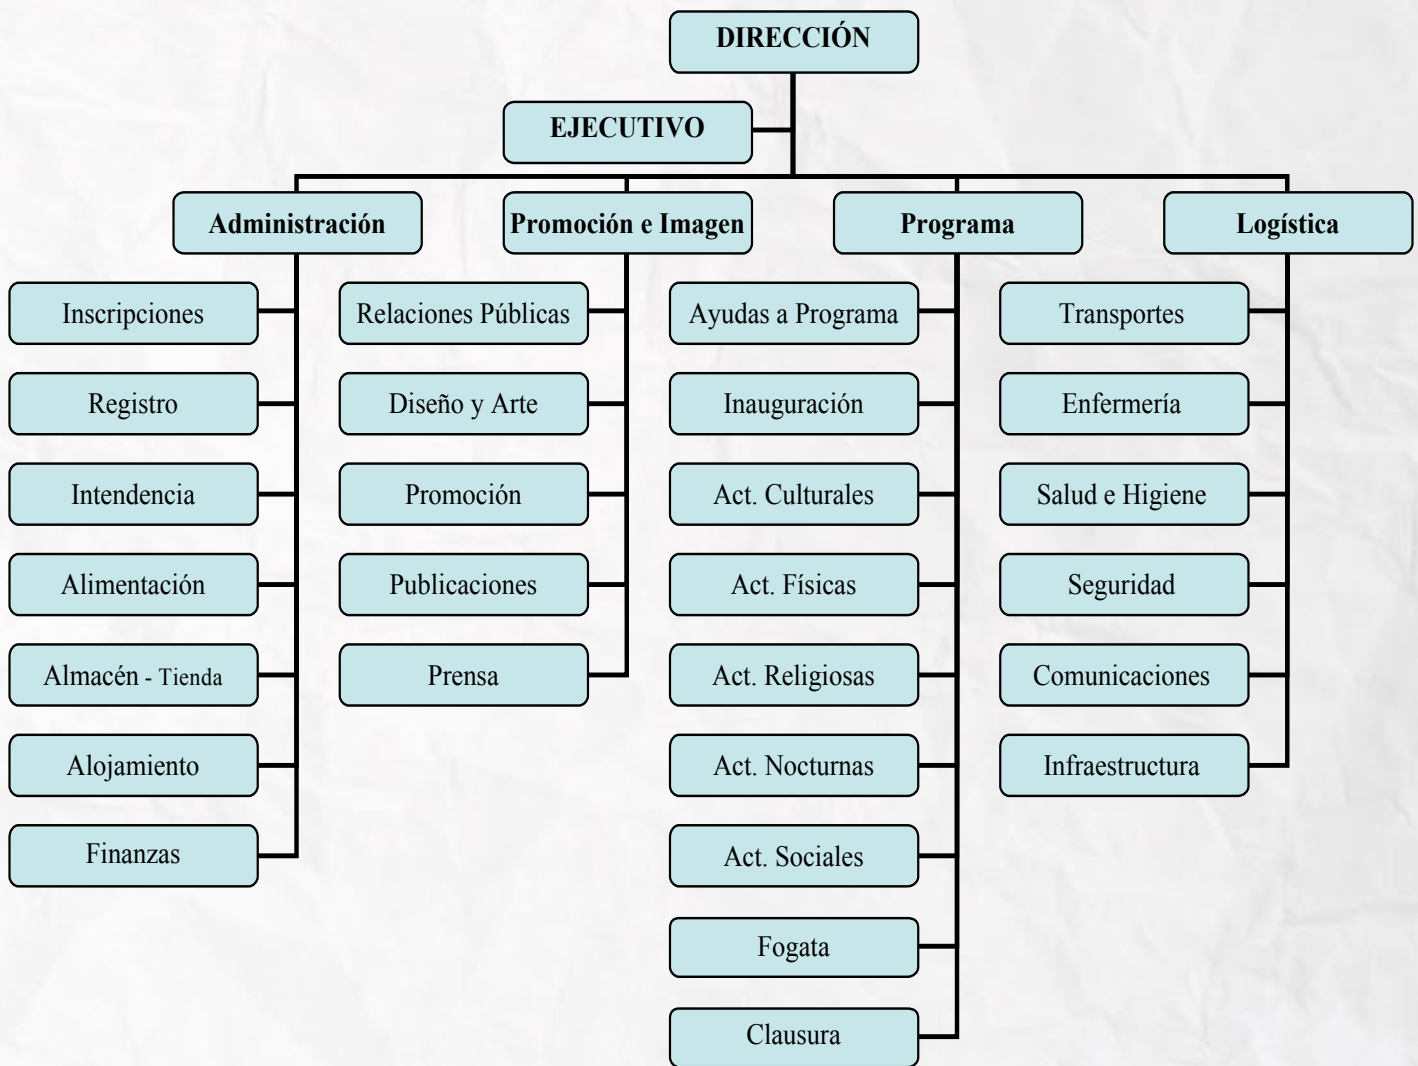 DIRECCIÓN
EJECUTIVO
Administración
Promoción e Imagen
Programa
Logística
Inscripciones
Relaciones Públicas
Ayudas a Programa
Transportes
Registro
Diseño y Arte
Inauguración
Enfermería
Intendencia
Promoción
Act. Culturales
Salud e Higiene
Alimentación
Publicaciones
Act. Físicas
Seguridad
Almacén - Tienda
Prensa
Act. Religiosas
Comunicaciones
Alojamiento
Act. Nocturnas
Infraestructura
Finanzas
Act. Sociales
Fogata
Clausura